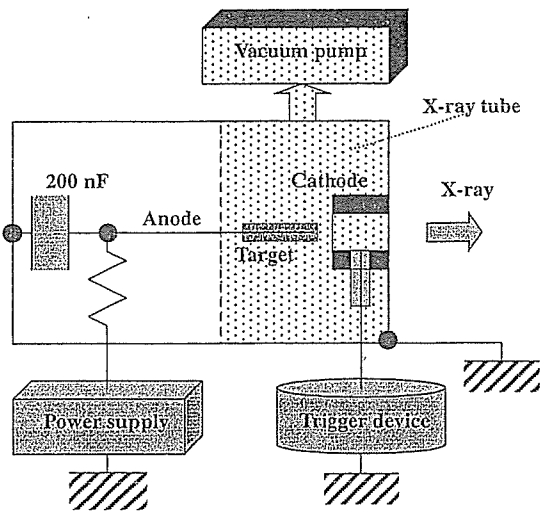 Vacuum pump
X-ray tube
200 nF
Cathode
X-ray
Anode
Target
Power supply
Trigger device